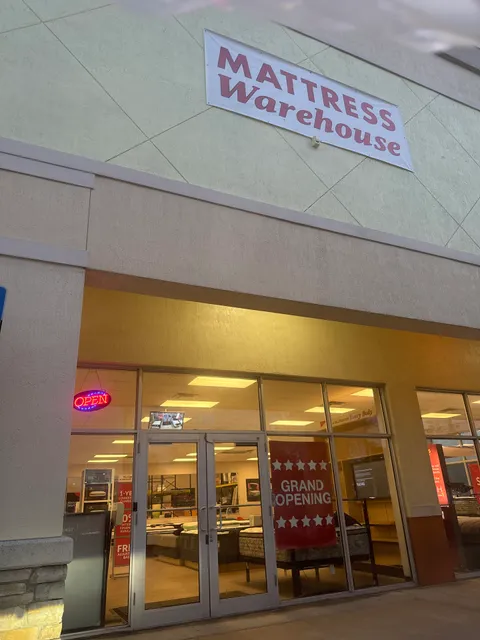 MATTRESS
Warehouse
OPEN
GRAND
OPENING